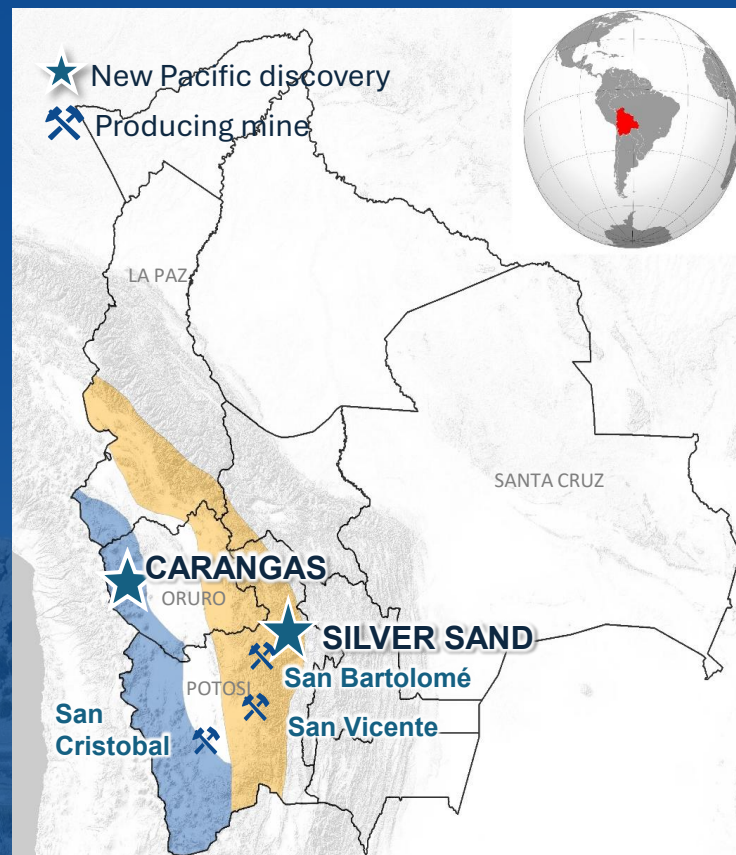 New Pacific discovery
Producing mine
LA PAZ
SANTA CRUZ
CARANGAS
ORURO
SILVER SAND
San Bartolomé
POTOSI
San Vicente
San
Cristobal